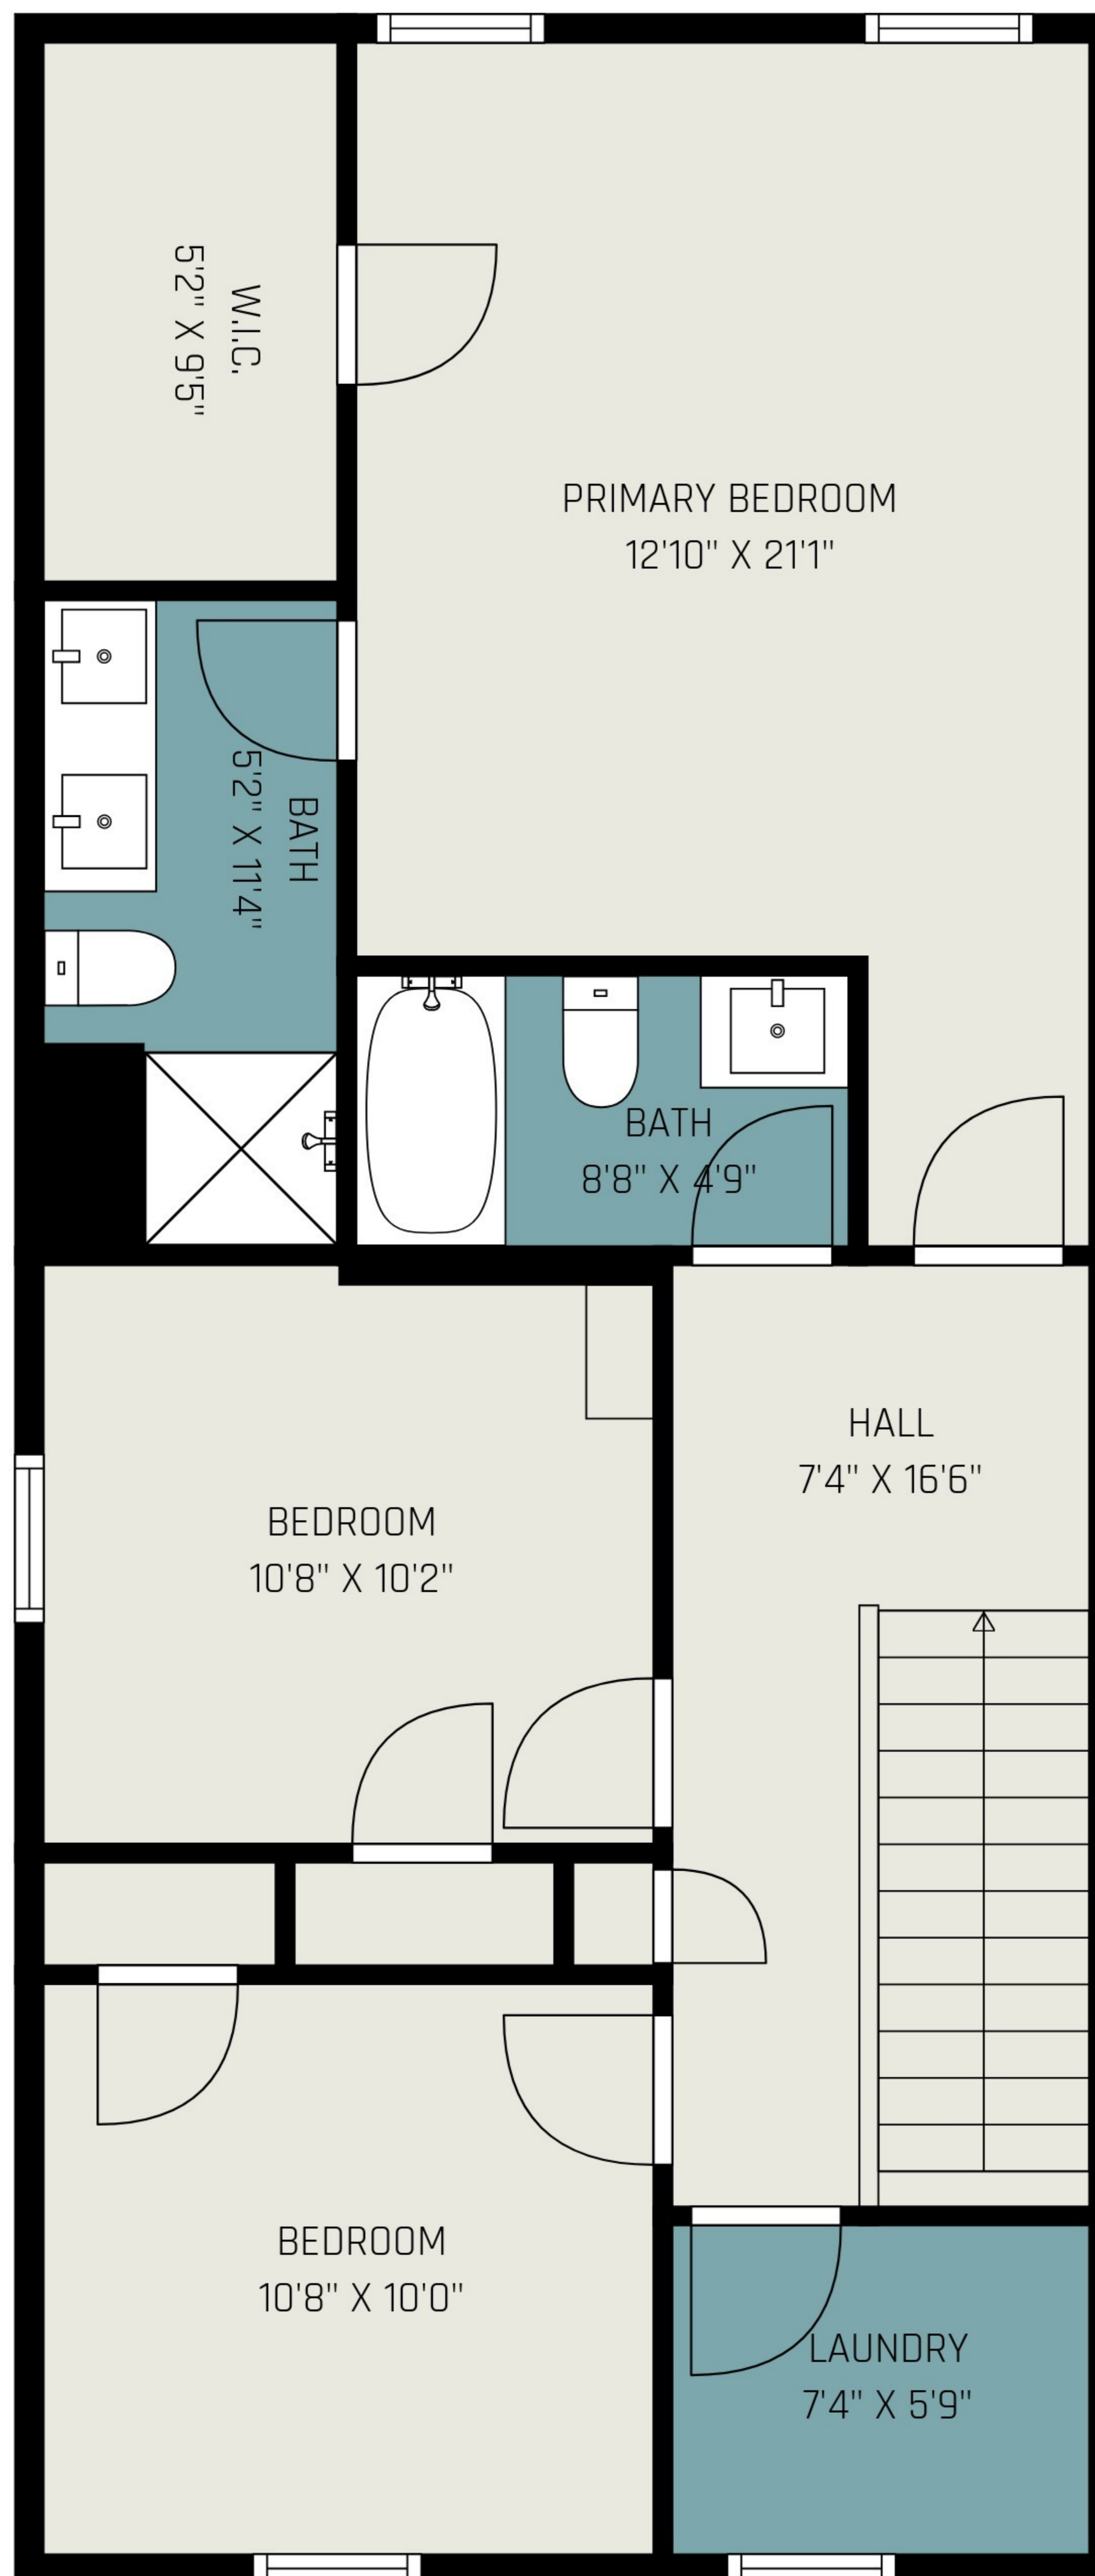 W.I.C.
5'2" X 9'5"
PRIMARY BEDROOM
12'10" X 21'1"
BATH
5'2" X 11'4"
BATH
8'8" X 4'9"
HALL
7'4" X 16'6"
BEDROOM
10'8" X 10'2"
BEDROOM
10'8" X 10'0"
LAUNDRY
7'4" X 5'9"